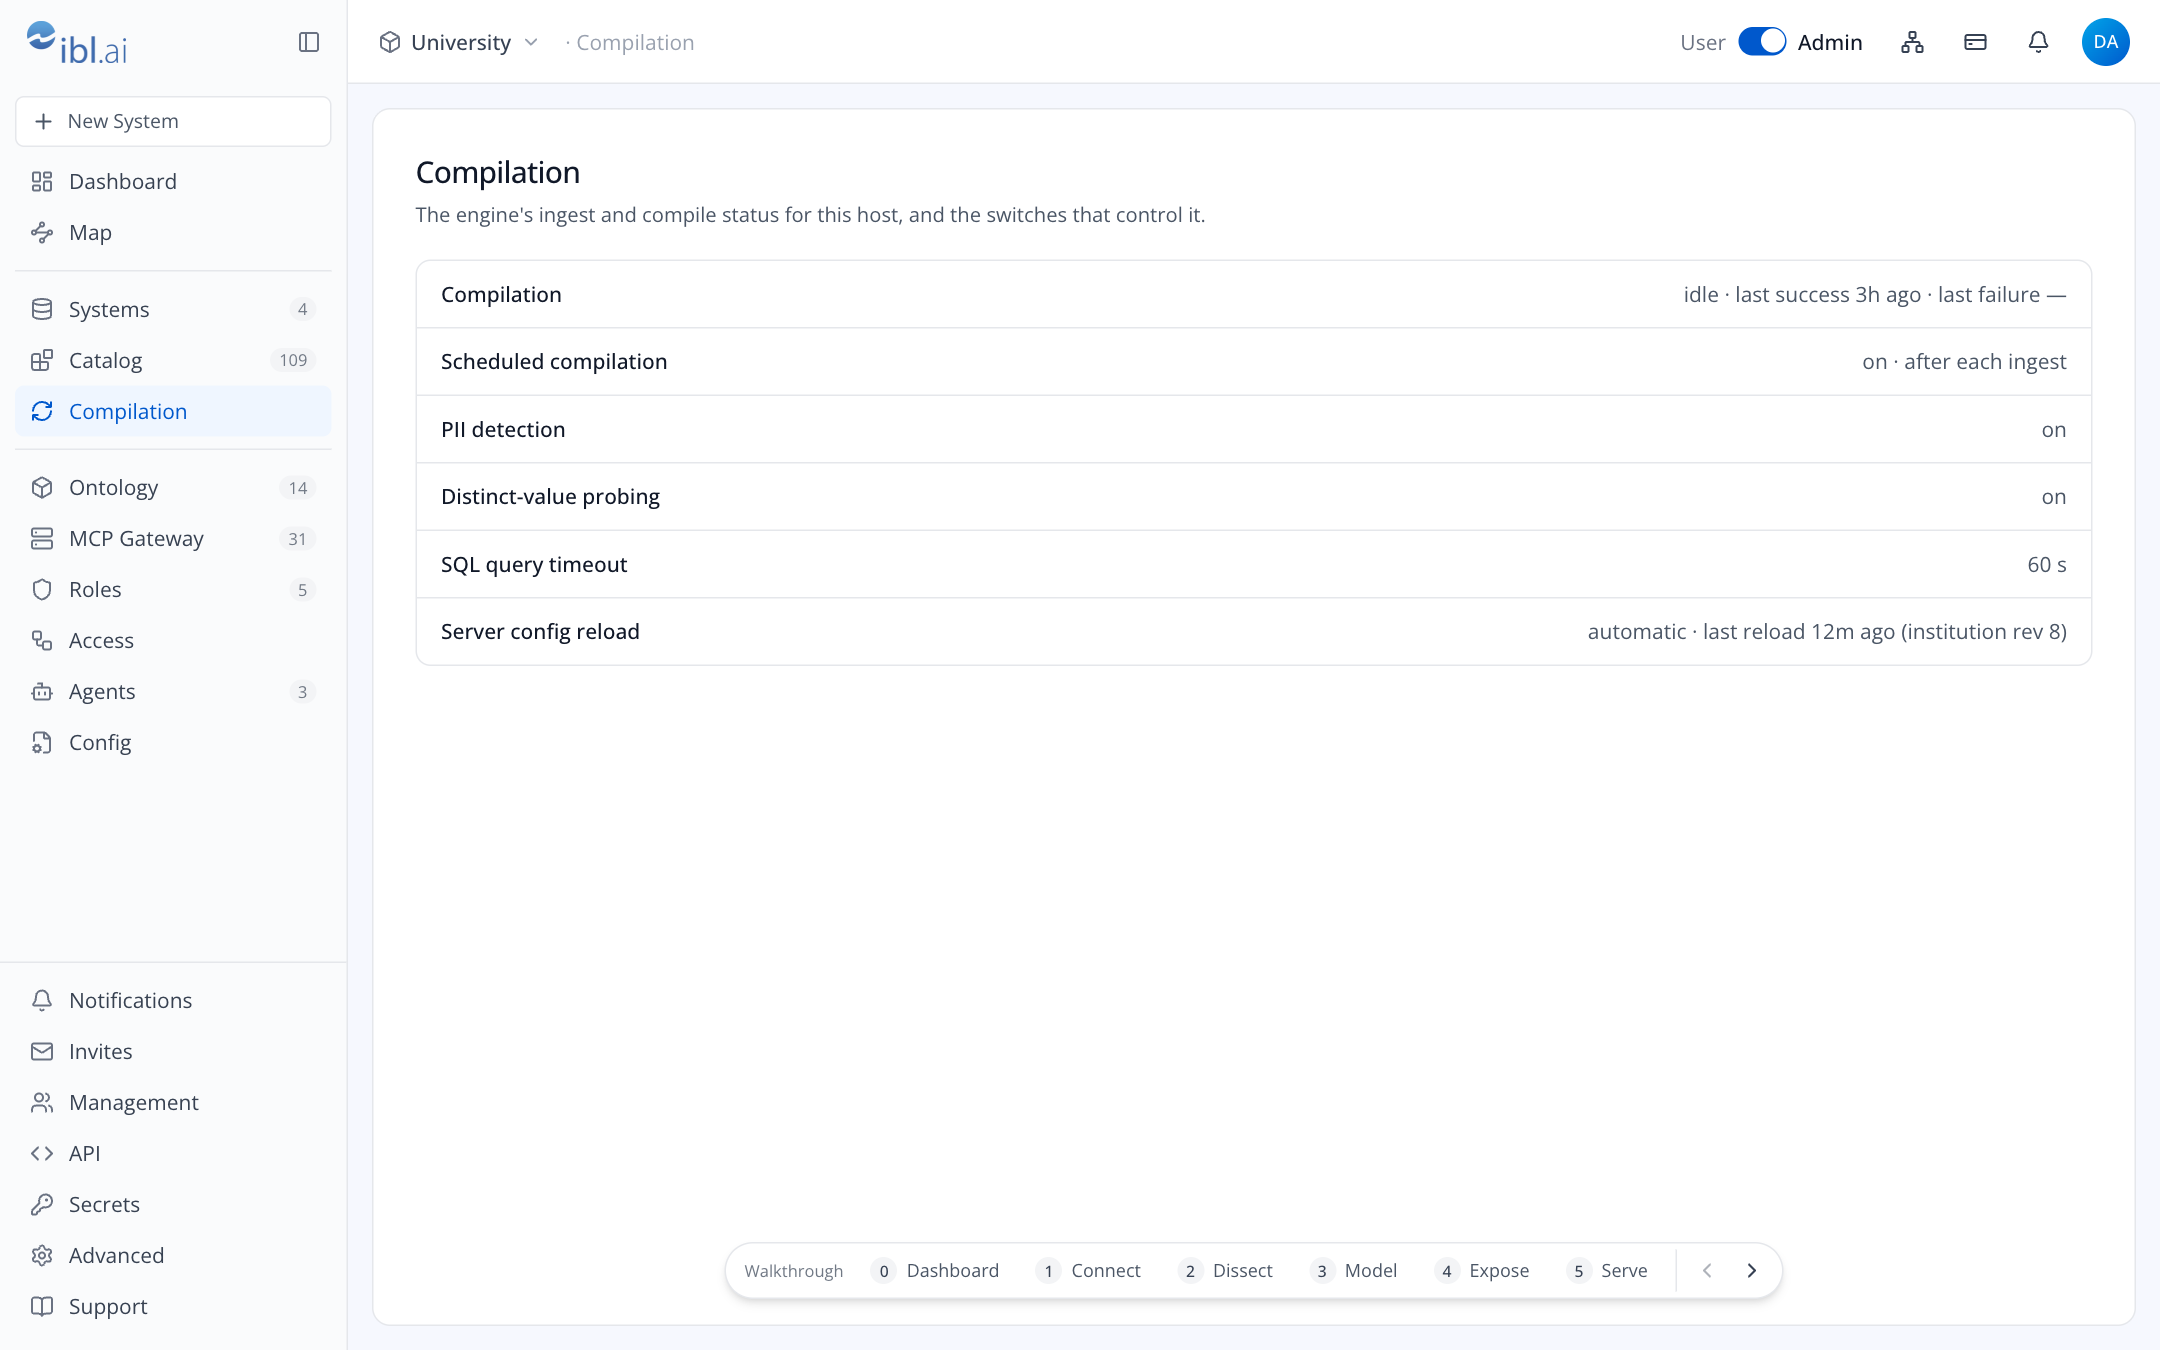 ibl.ai
New System
Dashboard
Map
Systems 4
Catalog 109
Compilation
Ontology 14
MCP Gateway 31
Roles 5
Access
Agents 3
Config
Notifications
Invites
Management
API
Secrets
Advanced
Support
University · Compilation
User Admin DA
Compilation
The engine's ingest and compile status for this host, and the switches that control it.
Compilation idle · last success 3h ago · last failure —
Scheduled compilation on · after each ingest
PII detection on
Distinct-value probing on
SQL query timeout 60 s
Server config reload automatic · last reload 12m ago (institution rev 8)
Walkthrough 0 Dashboard 1 Connect 2 Dissect 3 Model 4 Expose 5 Serve